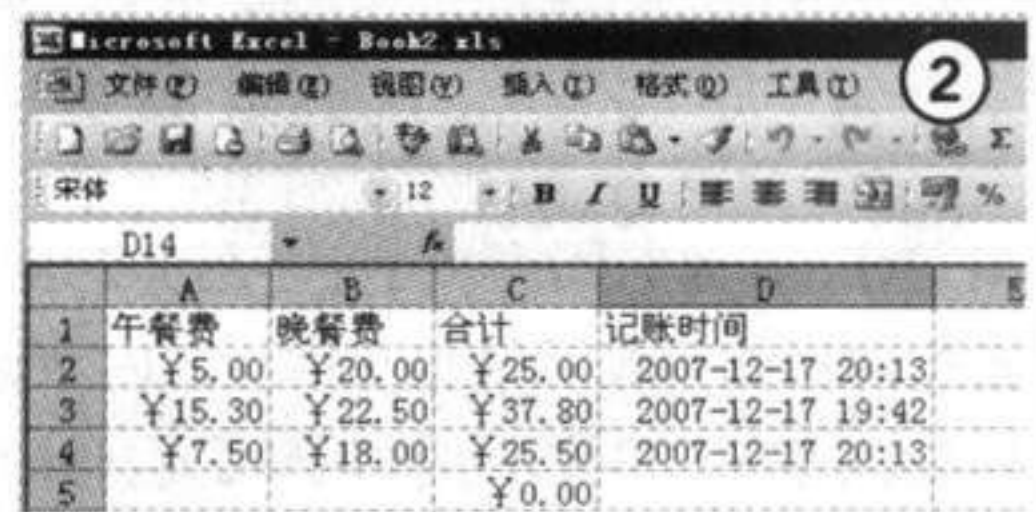 Microsoft Excel - Book2.xls
文件(F) 编辑(E) 视图(V) 插入(I) 格式(O) 工具(T)
2
宋体 12 B I U %
D14 fx
A B C D E
1 午餐费 晚餐费 合计 记账时间
2 ￥5.00 ￥20.00 ￥25.00 2007-12-17 20:13
3 ￥15.30 ￥22.50 ￥37.80 2007-12-17 19:42
4 ￥7.50 ￥18.00 ￥25.50 2007-12-17 20:13
5 ￥0.00